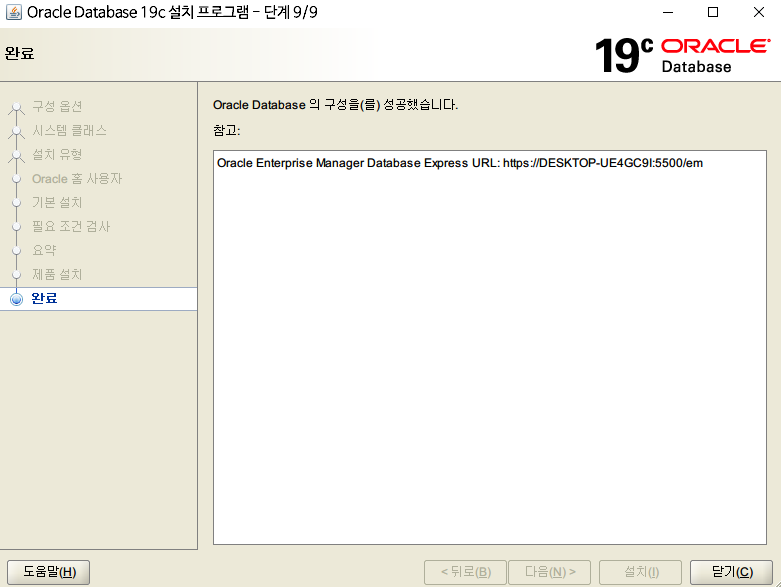 Oracle Database 19c 설치 프로그램 - 단계 9/9
완료
19c ORACLE
Database
구성 옵션
시스템 클래스
설치 유형
Oracle 홈 사용자
기본 설치
필요 조건 검사
요약
제품 설치
완료
Oracle Database 의 구성을(를) 성공했습니다.
참고:
Oracle Enterprise Manager Database Express URL: https://DESKTOP-UE4GC9I:5500/em
도움말(H)
< 뒤로(B)
다음(N) >
설치(I)
닫기(C)